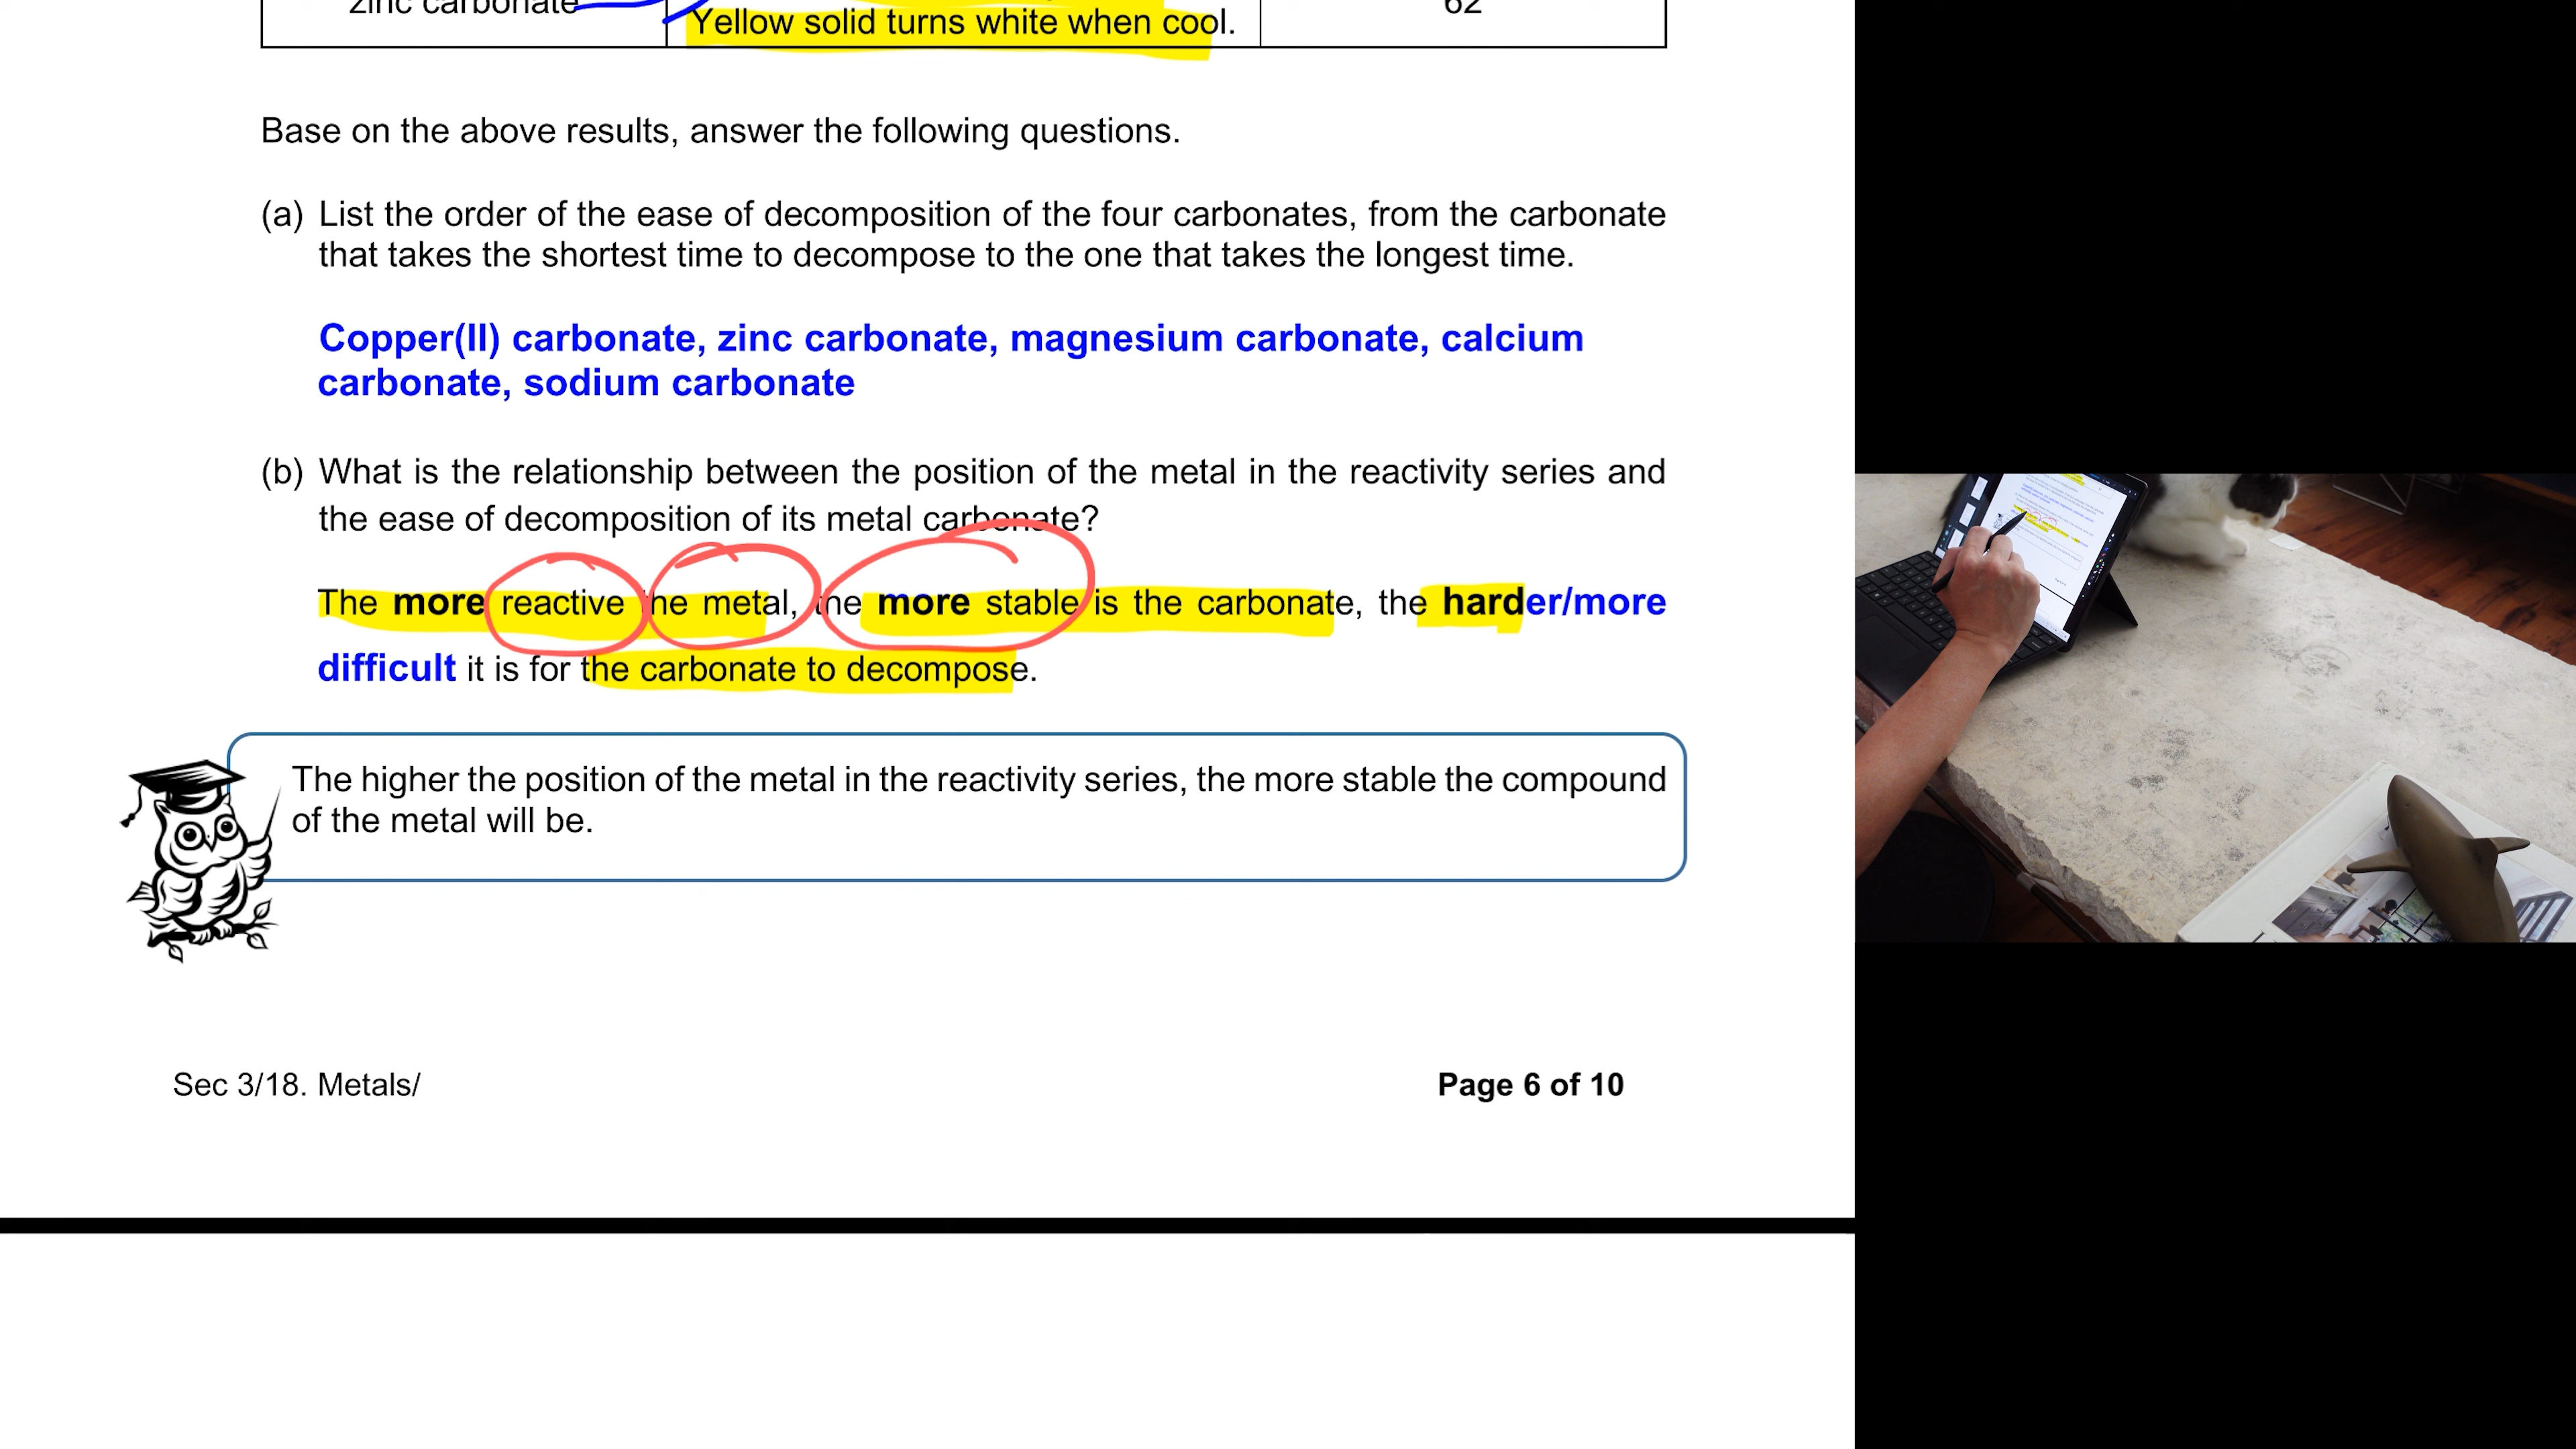 zinc carbonate
Yellow solid turns white when cool.
62
Base on the above results, answer the following questions.
(a) List the order of the ease of decomposition of the four carbonates, from the carbonate
that takes the shortest time to decompose to the one that takes the longest time.
Copper(II) carbonate, zinc carbonate, magnesium carbonate, calcium
carbonate, sodium carbonate
(b) What is the relationship between the position of the metal in the reactivity series and
the ease of decomposition of its metal carbonate?
The more reactive the metal, the more stable is the carbonate, the harder/more
difficult it is for the carbonate to decompose.
The higher the position of the metal in the reactivity series, the more stable the compound
of the metal will be.
Sec 3/18. Metals/
Page 6 of 10